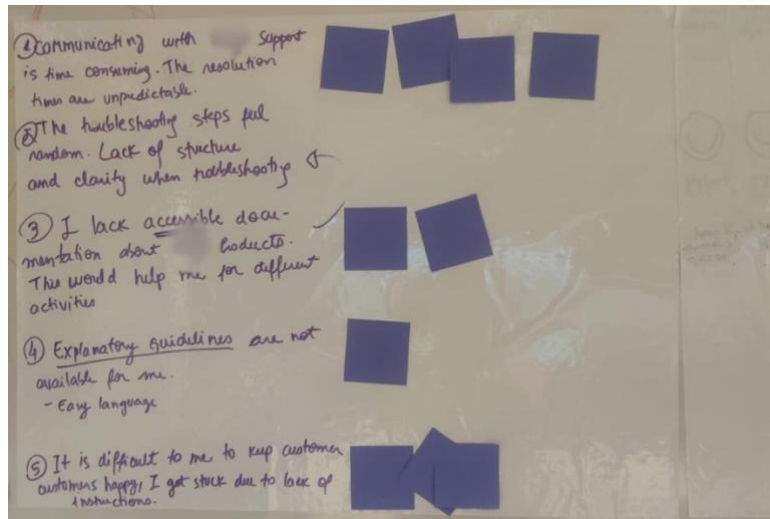 ① Communicating with Support
is time consuming. The resolution
times are unpredictable.
② The troubleshooting steps feel
random. Lack of structure
and clarity when troubleshooting
③ I lack accessible docu-
mentation about Products.
This would help me for different
activities
④ Explanatory guidelines are not
available for me.
- Easy language
⑤ It is difficult to me to keep customer
customers happy, I get stuck due to lack of
instructions.